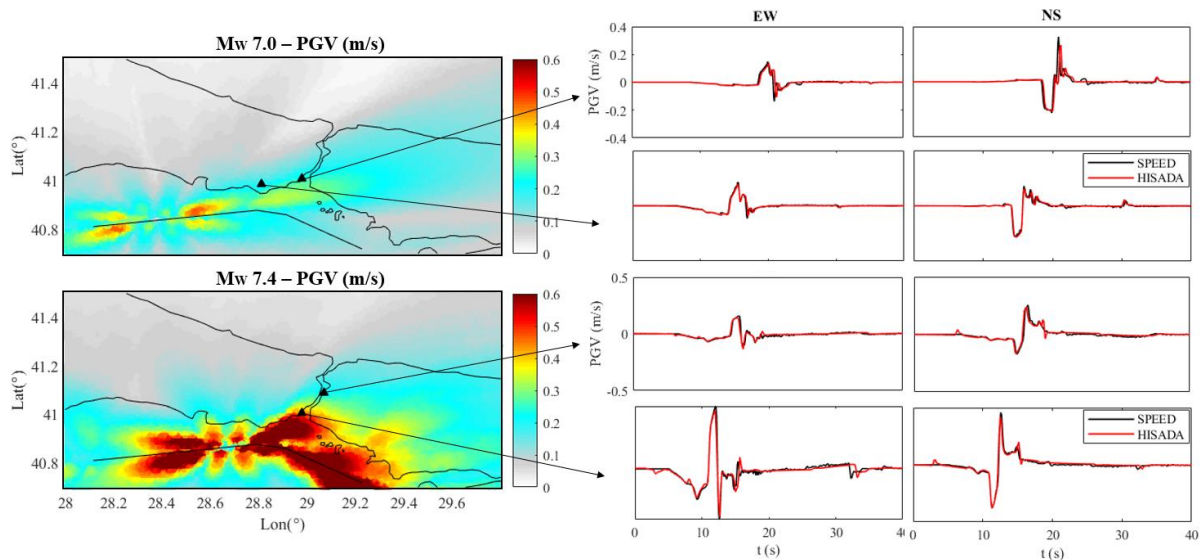 Mw 7.0 – PGV (m/s)
Lat(°)
41.4
41.2
41
40.8
0.6
0.5
0.4
0.3
0.2
0.1
0
Mw 7.4 – PGV (m/s)
Lat(°)
41.4
41.2
41
40.8
28 28.2 28.4 28.6 28.8 29 29.2 29.4 29.6
Lon(°)
0.6
0.5
0.4
0.3
0.2
0.1
0
EW
NS
PGV (m/s)
0.4
0.2
0
-0.2
-0.4
SPEED
HISADA
PGV (m/s)
0.5
0
-0.5
SPEED
HISADA
0 10 20 30 40
t (s)
0 10 20 30 40
t (s)